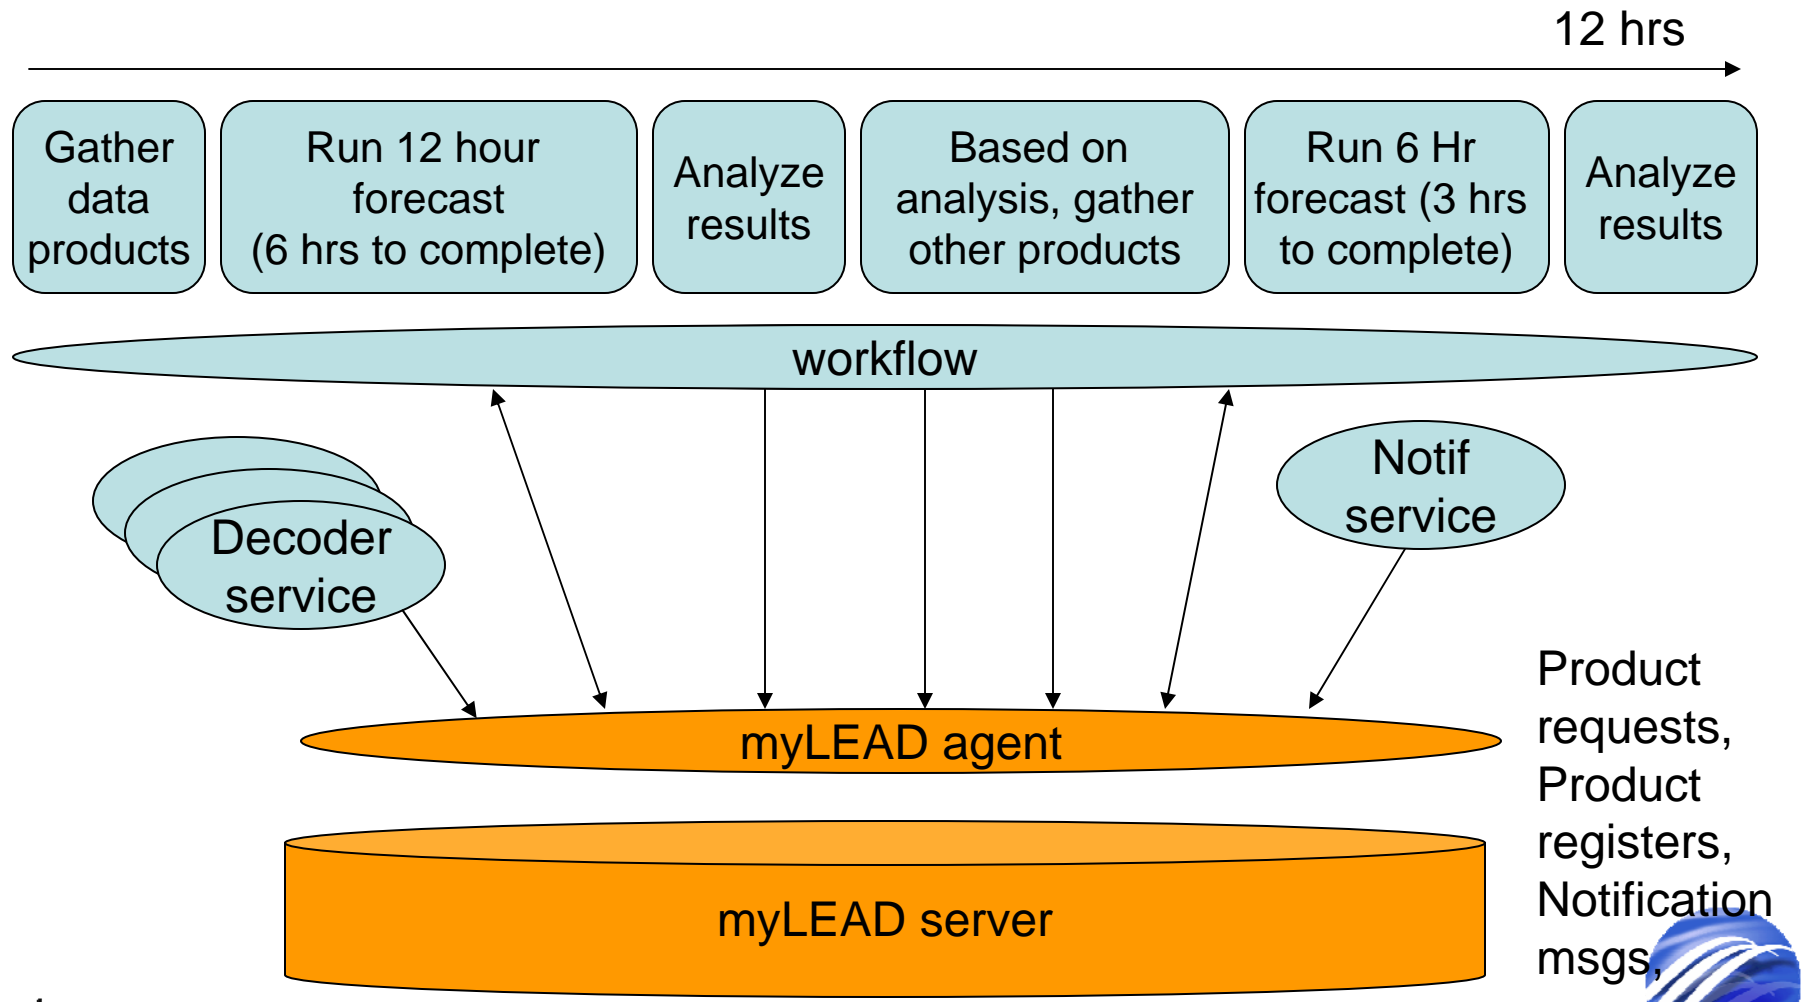 12 hrs
Gather
data
products
Run 12 hour
forecast
(6 hrs to complete)
Analyze
results
Based on
analysis, gather
other products
Run 6 Hr
forecast (3 hrs
to complete)
Analyze
results
workflow
Decoder
service
Notif
service
myLEAD agent
myLEAD server
Product
requests,
Product
registers,
Notification
msgs,